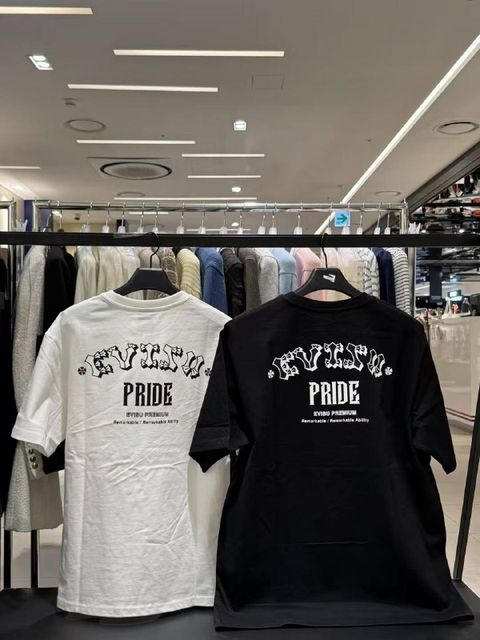 EVISU
PRIDE
EVISU PREMIUM
Remarkable / Remarkable Ability
EVISU
PRIDE
EVISU PREMIUM
Remarkable / Remarkable Ability